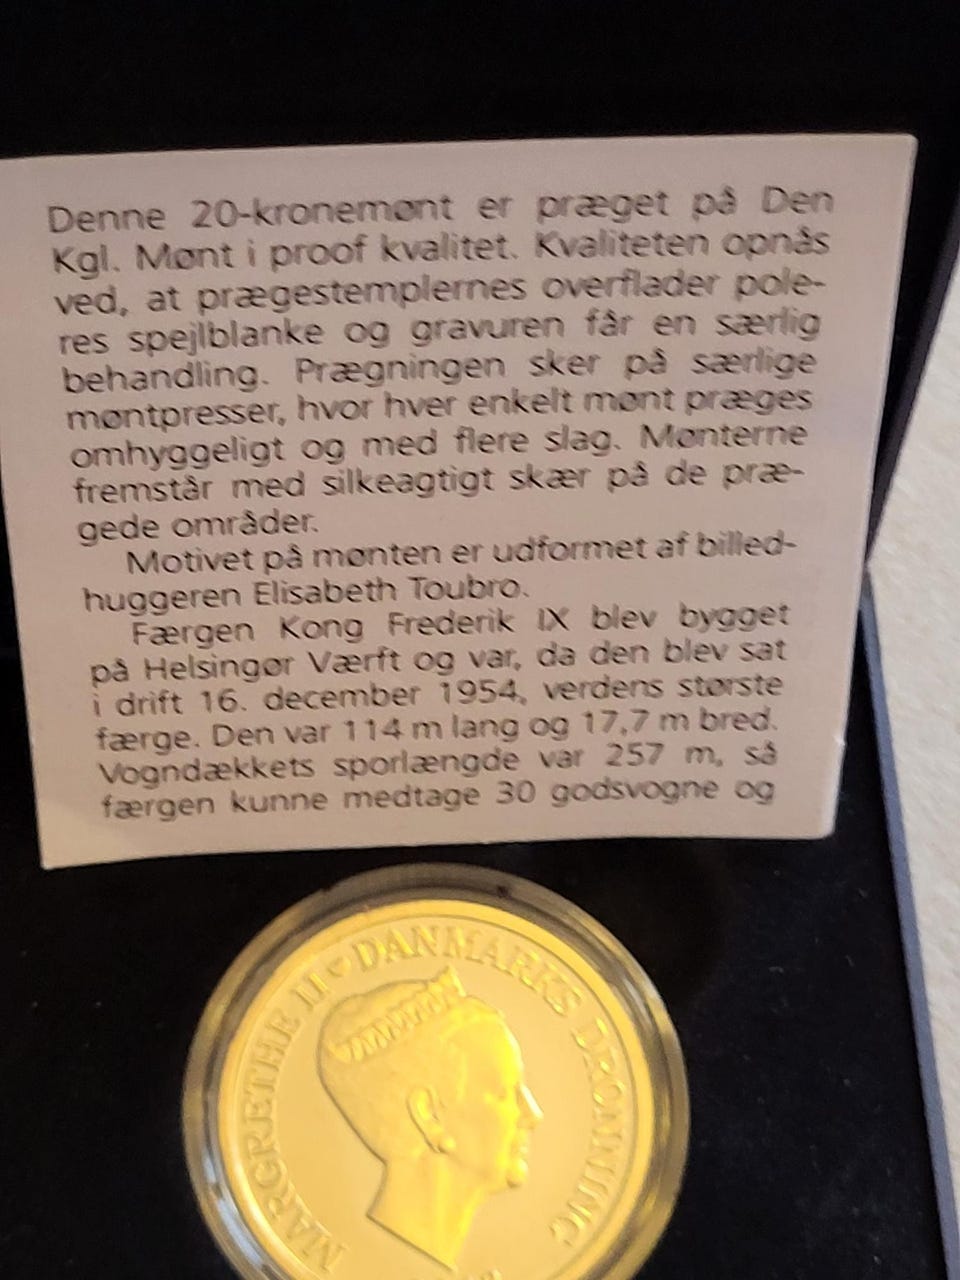 Denne 20-kronemønt er præget på Den
Kgl. Mønt i proof kvalitet. Kvaliteten opnås
ved, at prægestemplernes overflader pole-
res spejlblanke og gravuren får en særlig
behandling. Prægningen sker på særlige
møntpresser, hvor hver enkelt mønt præges
omhyggeligt og med flere slag. Mønterne
fremstår med silkeagtigt skær på de præ-
gede områder.
Motivet på mønten er udformet af billed-
huggeren Elisabeth Toubro.
Færgen Kong Frederik IX blev bygget
på Helsingør Værft og var, da den blev sat
i drift 16. december 1954, verdens største
færge. Den var 114 m lang og 17,7 m bred.
Vogndækkets sporlængde var 257 m, så
færgen kunne medtage 30 godsvogne og
MARGRETHE II ♥ DANMARKS DRONNING